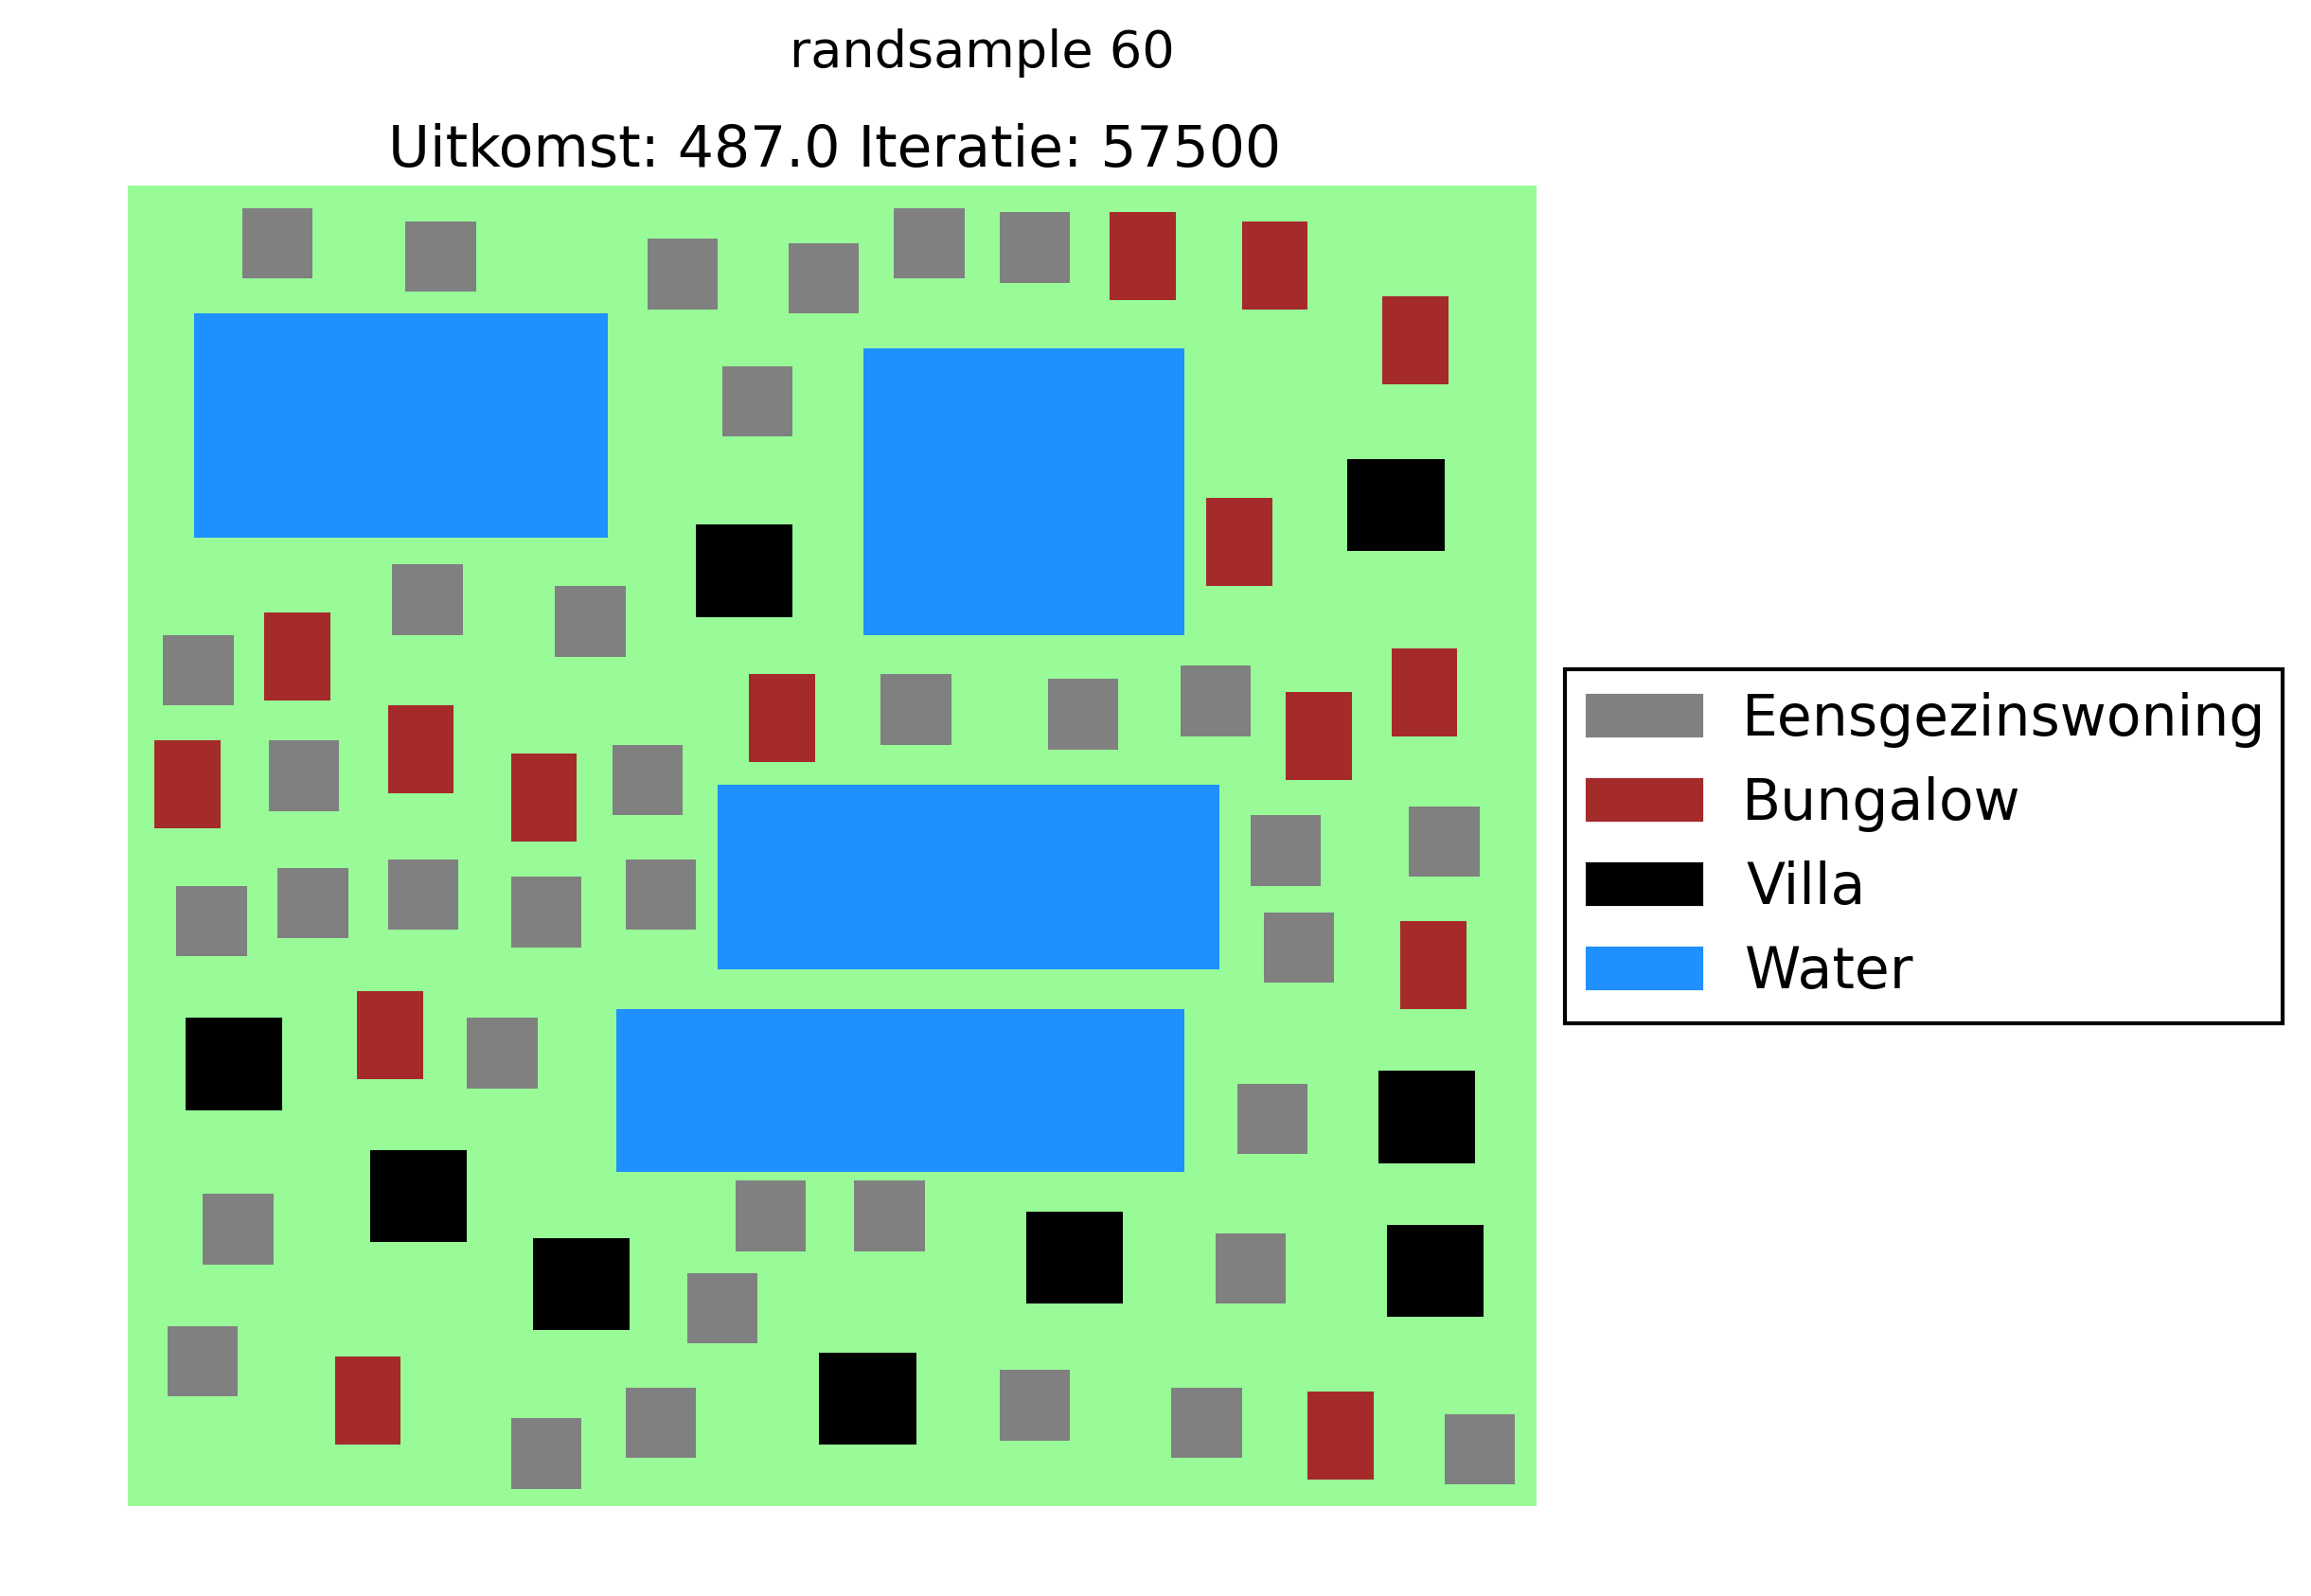 randsample 60
Uitkomst: 487.0 Iteratie: 57500
Eensgezinswoning
Bungalow
Villa
Water